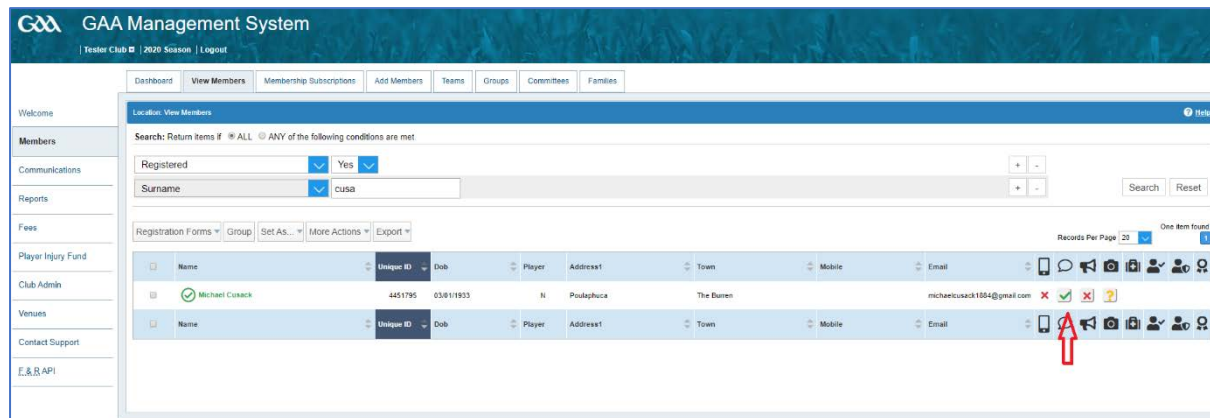 GAA GAA Management System
| Tester Club | 2020 Season | Logout
Dashboard View Members Membership Subscriptions Add Members Teams Groups Committees Families
Welcome
Members
Communications
Reports
Fees
Player Injury Fund
Club Admin
Venues
Contact Support
F & R API
Location: View Members Help
Search: Return items if ALL ANY of the following conditions are met.
Registered Yes + -
Surname cusa + - Search Reset
Registration Forms Group Set As... More Actions Export Records Per Page 20 One item found 1
Name Unique ID Dob Player Address1 Town Mobile Email
Michael Cusack 4451795 03/01/1933 N Poulaphuca The Burren michaelcusack1884@gmail.com ?
Name Unique ID Dob Player Address1 Town Mobile Email